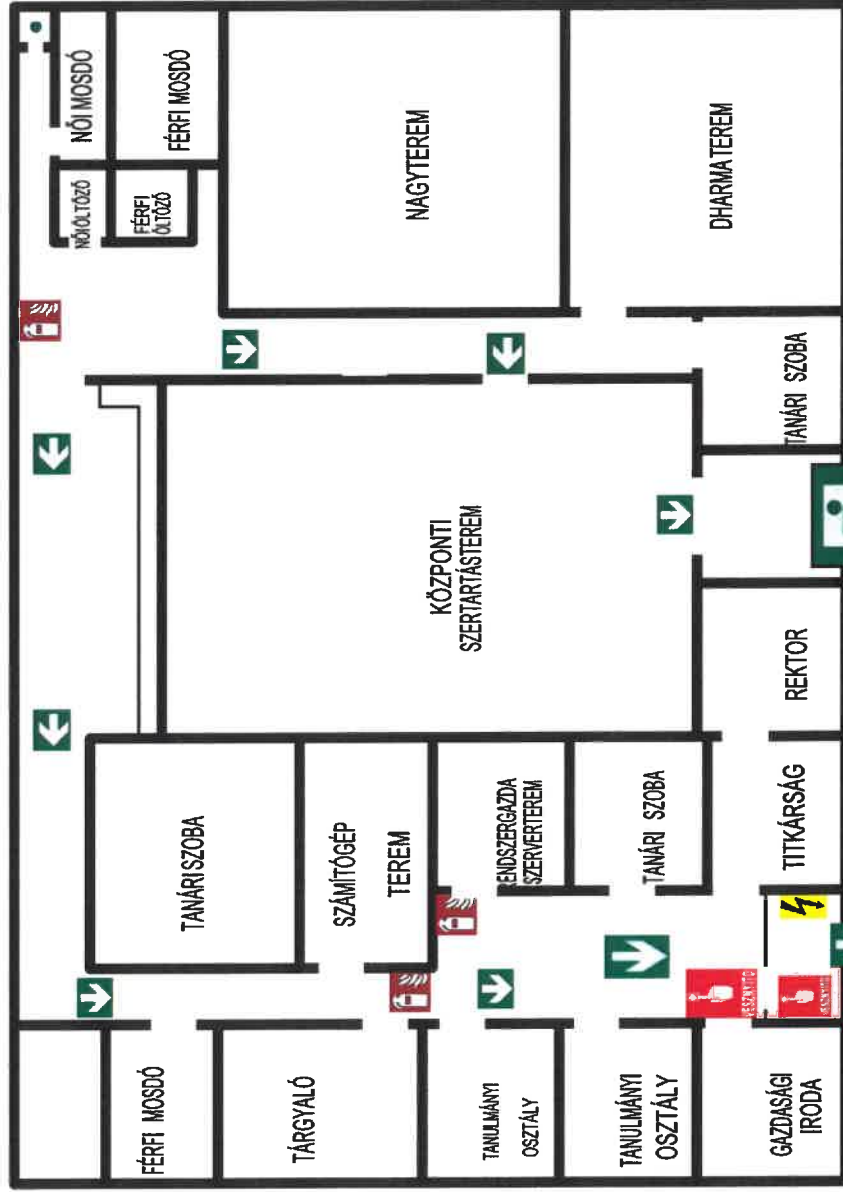 NŐI MOSDÓ
FÉRFI MOSDÓ
NŐI ÖLTÖZŐ
FÉRFI
ÖLTÖZŐ
NAGYTEREM
DHARMATEREM
TANÁRI SZOBA
KÖZPONTI
SZERTARTÁSTEREM
REKTOR
TANÁRI SZOBA
SZÁMÍTÓGÉP
TEREM
RENDSZERGAZDA
SZERVERTEREM
TANÁRI SZOBA
TITKÁRSÁG
FÉRFI MOSDÓ
TÁRGYALÓ
TANULMÁNYI
OSZTÁLY
TANULMÁNYI
OSZTÁLY
GAZDASÁGI
IRODA